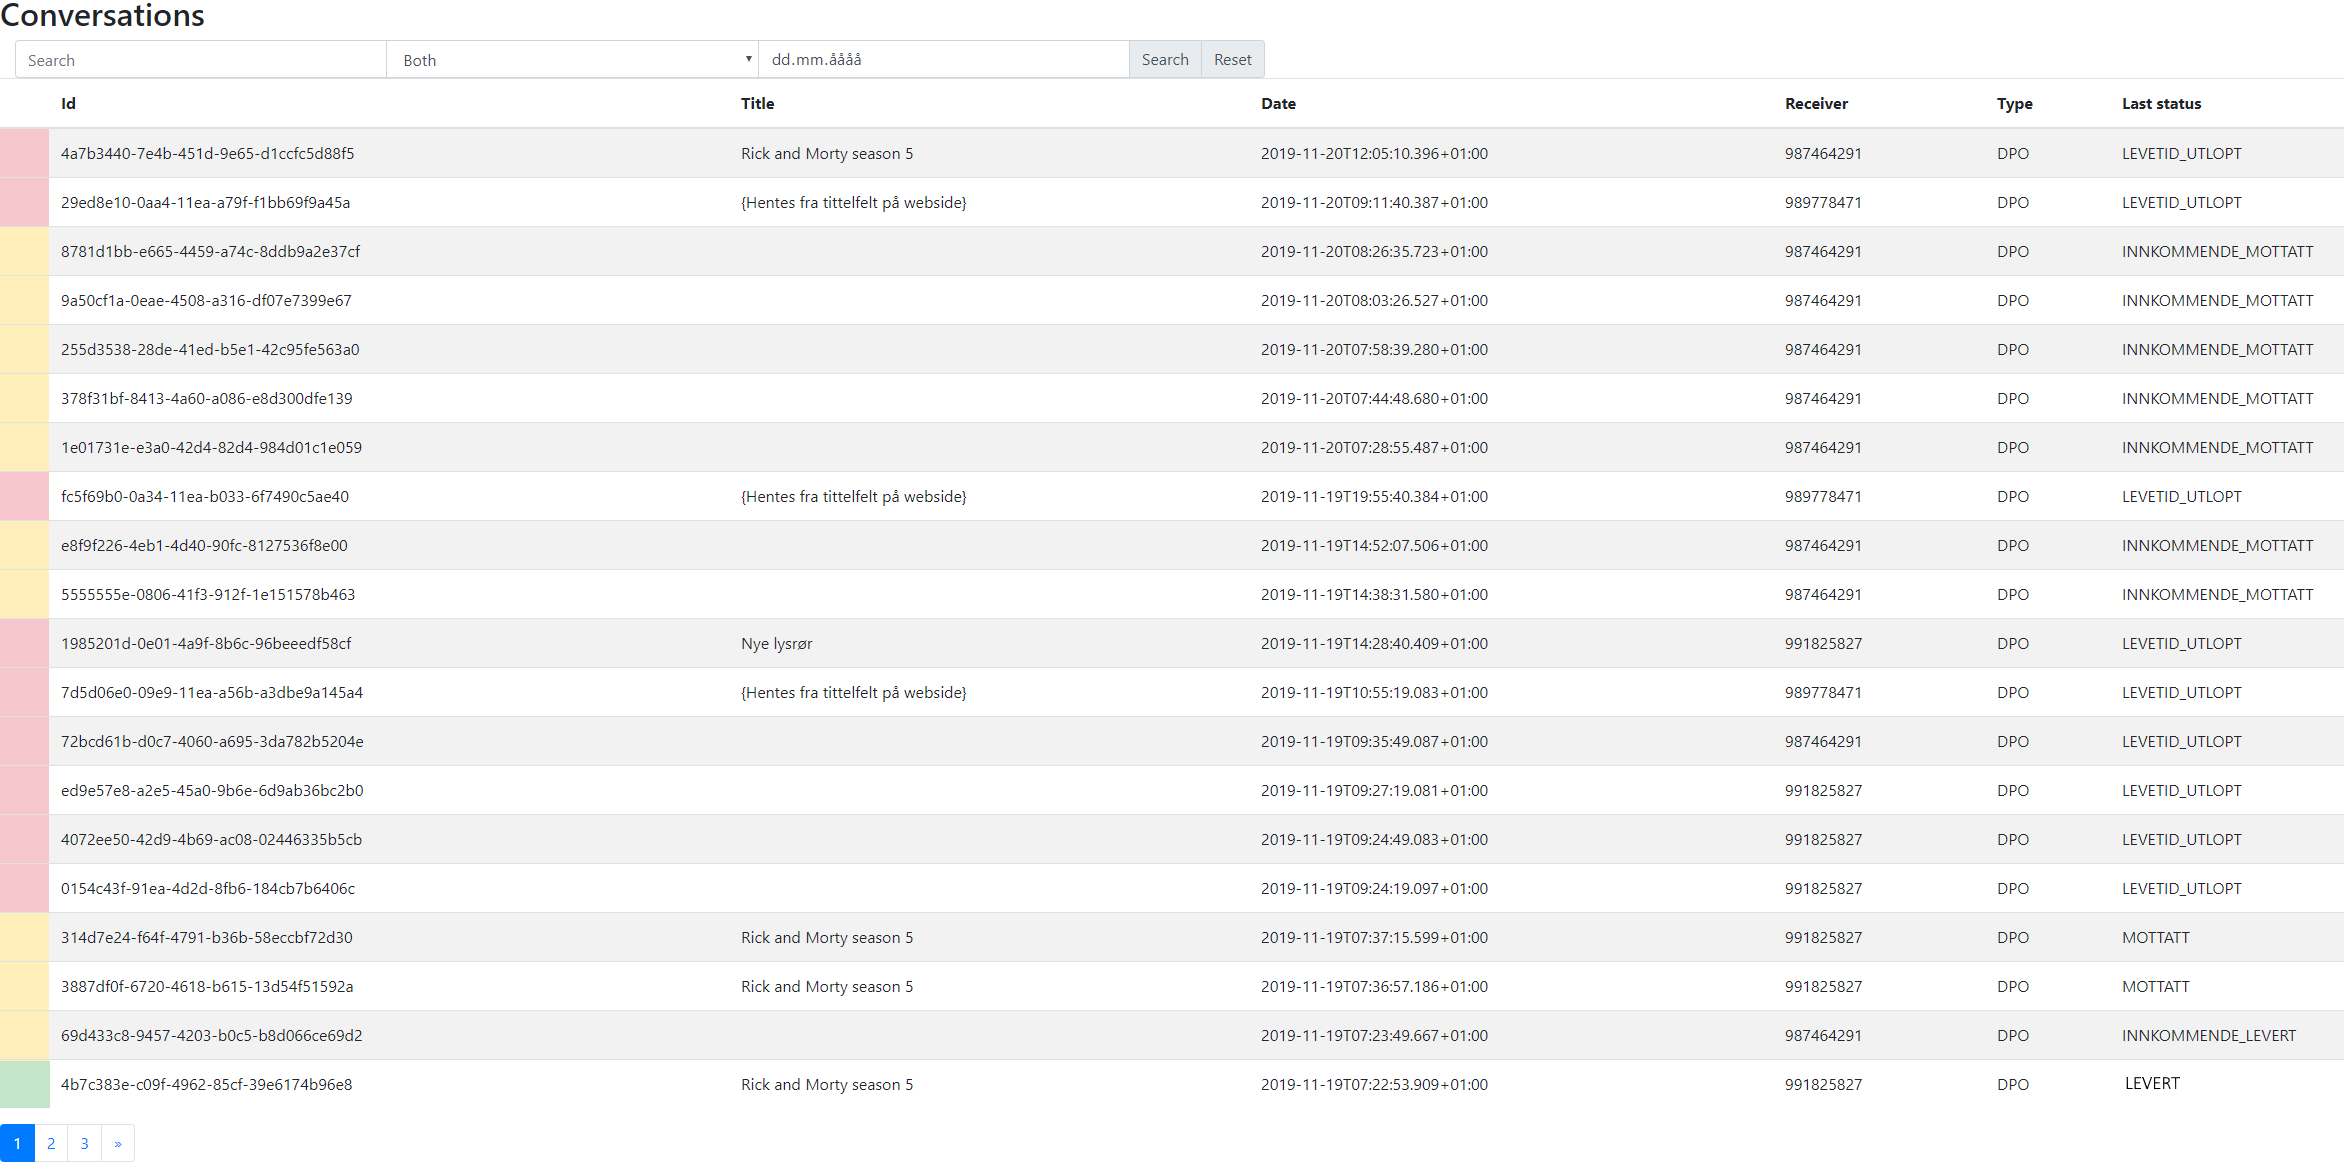 Conversations
Search Both dd.mm.åååå Search Reset
Id Title Date Receiver Type Last status
4a7b3440-7e4b-451d-9e65-d1ccfc5d88f5 Rick and Morty season 5 2019-11-20T12:05:10.396+01:00 987464291 DPO LEVETID_UTLOPT
29ed8e10-0aa4-11ea-a79f-f1bb69f9a45a {Hentes fra tittelfelt på webside} 2019-11-20T09:11:40.387+01:00 989778471 DPO LEVETID_UTLOPT
8781d1bb-e665-4459-a74c-8ddb9a2e37cf 2019-11-20T08:26:35.723+01:00 987464291 DPO INNKOMMENDE_MOTTATT
9a50cf1a-0eae-4508-a316-df07e7399e67 2019-11-20T08:03:26.527+01:00 987464291 DPO INNKOMMENDE_MOTTATT
255d3538-28de-41ed-b5e1-42c95fe563a0 2019-11-20T07:58:39.280+01:00 987464291 DPO INNKOMMENDE_MOTTATT
378f31bf-8413-4a60-a086-e8d300dfe139 2019-11-20T07:44:48.680+01:00 987464291 DPO INNKOMMENDE_MOTTATT
1e01731e-e3a0-42d4-82d4-984d01c1e059 2019-11-20T07:28:55.487+01:00 987464291 DPO INNKOMMENDE_MOTTATT
fc5f69b0-0a34-11ea-b033-6f7490c5ae40 {Hentes fra tittelfelt på webside} 2019-11-19T19:55:40.384+01:00 989778471 DPO LEVETID_UTLOPT
e8f9f226-4eb1-4d40-90fc-8127536f8e00 2019-11-19T14:52:07.506+01:00 987464291 DPO INNKOMMENDE_MOTTATT
5555555e-0806-41f3-912f-1e151578b463 2019-11-19T14:38:31.580+01:00 987464291 DPO INNKOMMENDE_MOTTATT
1985201d-0e01-4a9f-8b6c-96beeedf58cf Nye lysrør 2019-11-19T14:28:40.409+01:00 991825827 DPO LEVETID_UTLOPT
7d5d06e0-09e9-11ea-a56b-a3dbe9a145a4 {Hentes fra tittelfelt på webside} 2019-11-19T10:55:19.083+01:00 989778471 DPO LEVETID_UTLOPT
72bcd61b-d0c7-4060-a695-3da782b5204e 2019-11-19T09:35:49.087+01:00 987464291 DPO LEVETID_UTLOPT
ed9e57e8-a2e5-45a0-9b6e-6d9ab36bc2b0 2019-11-19T09:27:19.081+01:00 991825827 DPO LEVETID_UTLOPT
4072ee50-42d9-4b69-ac08-02446335b5cb 2019-11-19T09:24:49.083+01:00 991825827 DPO LEVETID_UTLOPT
0154c43f-91ea-4d2d-8fb6-184cb7b6406c 2019-11-19T09:24:19.097+01:00 991825827 DPO LEVETID_UTLOPT
314d7e24-f64f-4791-b36b-58eccbf72d30 Rick and Morty season 5 2019-11-19T07:37:15.599+01:00 991825827 DPO MOTTATT
3887df0f-6720-4618-b615-13d54f51592a Rick and Morty season 5 2019-11-19T07:36:57.186+01:00 991825827 DPO MOTTATT
69d433c8-9457-4203-b0c5-b8d066ce69d2 2019-11-19T07:23:49.667+01:00 987464291 DPO INNKOMMENDE_LEVERT
4b7c383e-c09f-4962-85cf-39e6174b96e8 Rick and Morty season 5 2019-11-19T07:22:53.909+01:00 991825827 DPO LEVERT
1 2 3 »